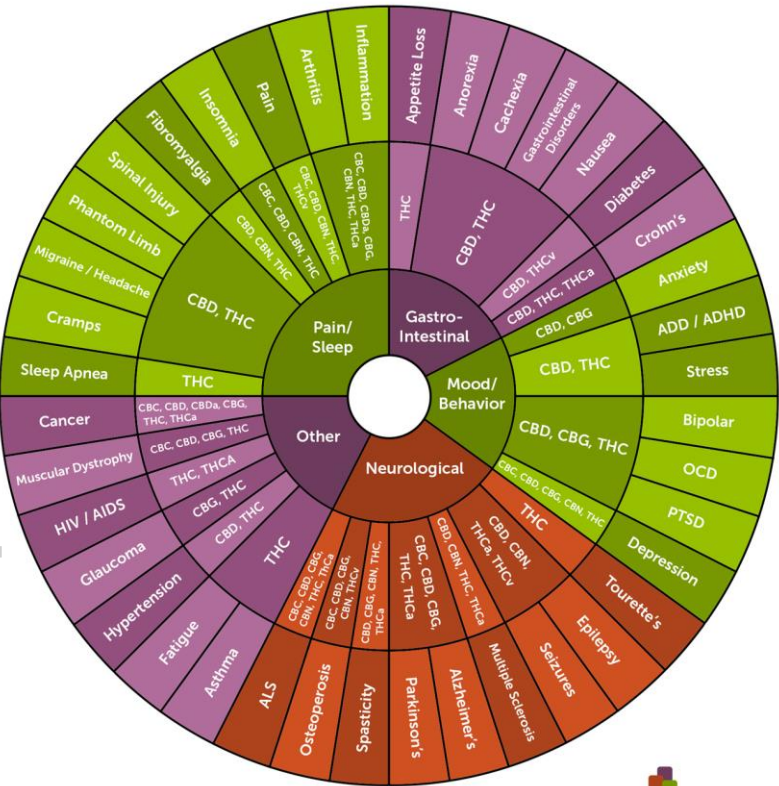 Pain/
Sleep
Gastro-
Intestinal
Mood/
Behavior
Neurological
Other
Appetite Loss
Anorexia
Cachexia
Gastrointestinal
Disorders
Nausea
Diabetes
Crohn's
THC
CBD, THC
CBD, THCv
CBD, THC, THCa
Anxiety
ADD / ADHD
Stress
Bipolar
OCD
PTSD
Depression
CBD, CBG
CBD, THC
CBD, CBG, THC
CBC, CBD, CBG, CBN, THC
Tourette's
Epilepsy
Seizures
Multiple Sclerosis
Alzheimer's
Parkinson's
Spasticity
Osteoperosis
ALS
THC
CBD, CBN,
THCa, THCv
CBD, CBN, THC, THCa
CBC, CBD, CBG,
THC, THCa
CBD, CBG, CBN, THC,
THCa
CBC, CBD, CBG,
CBN, THCv
CBC, CBD, CBG,
CBN, THC, THCa
Asthma
Fatigue
Hypertension
Glaucoma
HIV / AIDS
Muscular Dystrophy
Cancer
THC
CBD, THC
CBG, THC
THC, THCA
CBC, CBD, CBG, THC
CBC, CBD, CBDa, CBG,
THC, THCa
Sleep Apnea
Cramps
Migraine / Headache
Phantom Limb
Spinal Injury
Fibromyalgia
Insomnia
Pain
Arthritis
Inflammation
THC
CBD, THC
CBD, CBN, THC
CBC, CBD, CBN, THC
CBC, CBD, CBN, THC,
THCv
CBC, CBD, CBDa, CBG,
CBN, THC, THCa